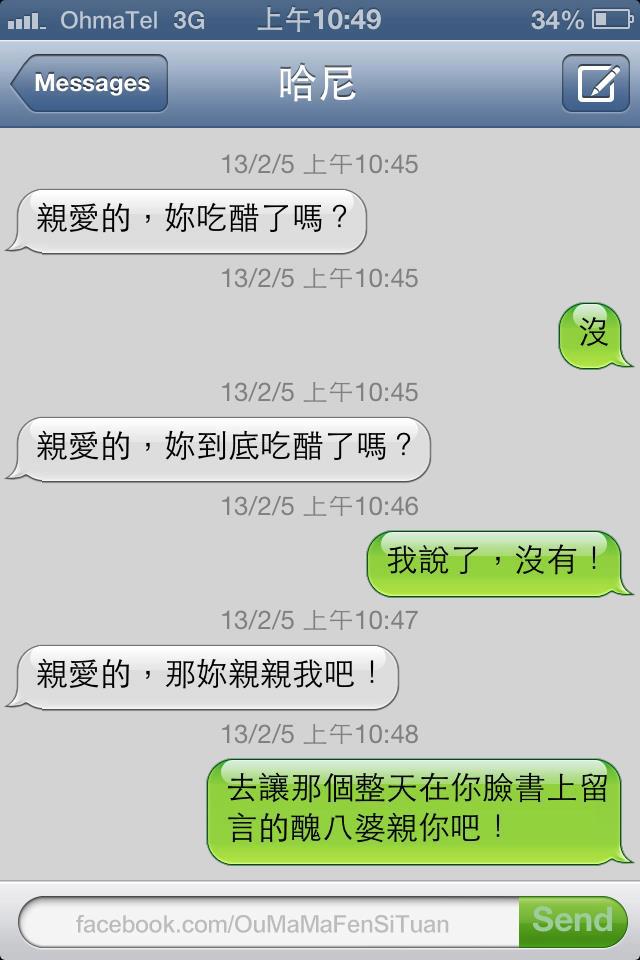 OhmaTel 3G 上午10:49 34%
Messages 哈尼
13/2/5 上午10:45
親愛的，妳吃醋了嗎？
13/2/5 上午10:45
沒
13/2/5 上午10:45
親愛的，妳到底吃醋了嗎？
13/2/5 上午10:46
我說了，沒有！
13/2/5 上午10:47
親愛的，那妳親親我吧！
13/2/5 上午10:48
去讓那個整天在你臉書上留
言的醜八婆親你吧！
facebook.com/OuMaMaFenSiTuan Send